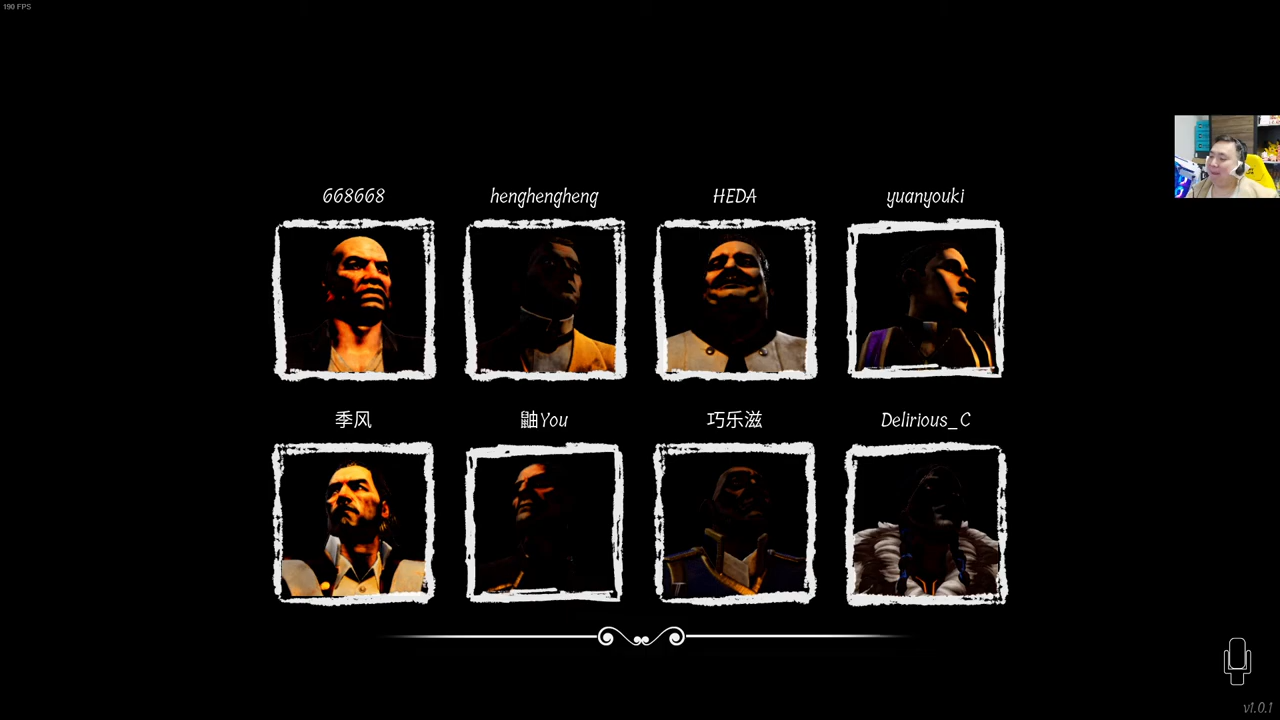 190 FPS
668668 henghengheng HEDA yuanyouki
季风 鼬You 巧乐滋 Delirious_C
v1.0.1